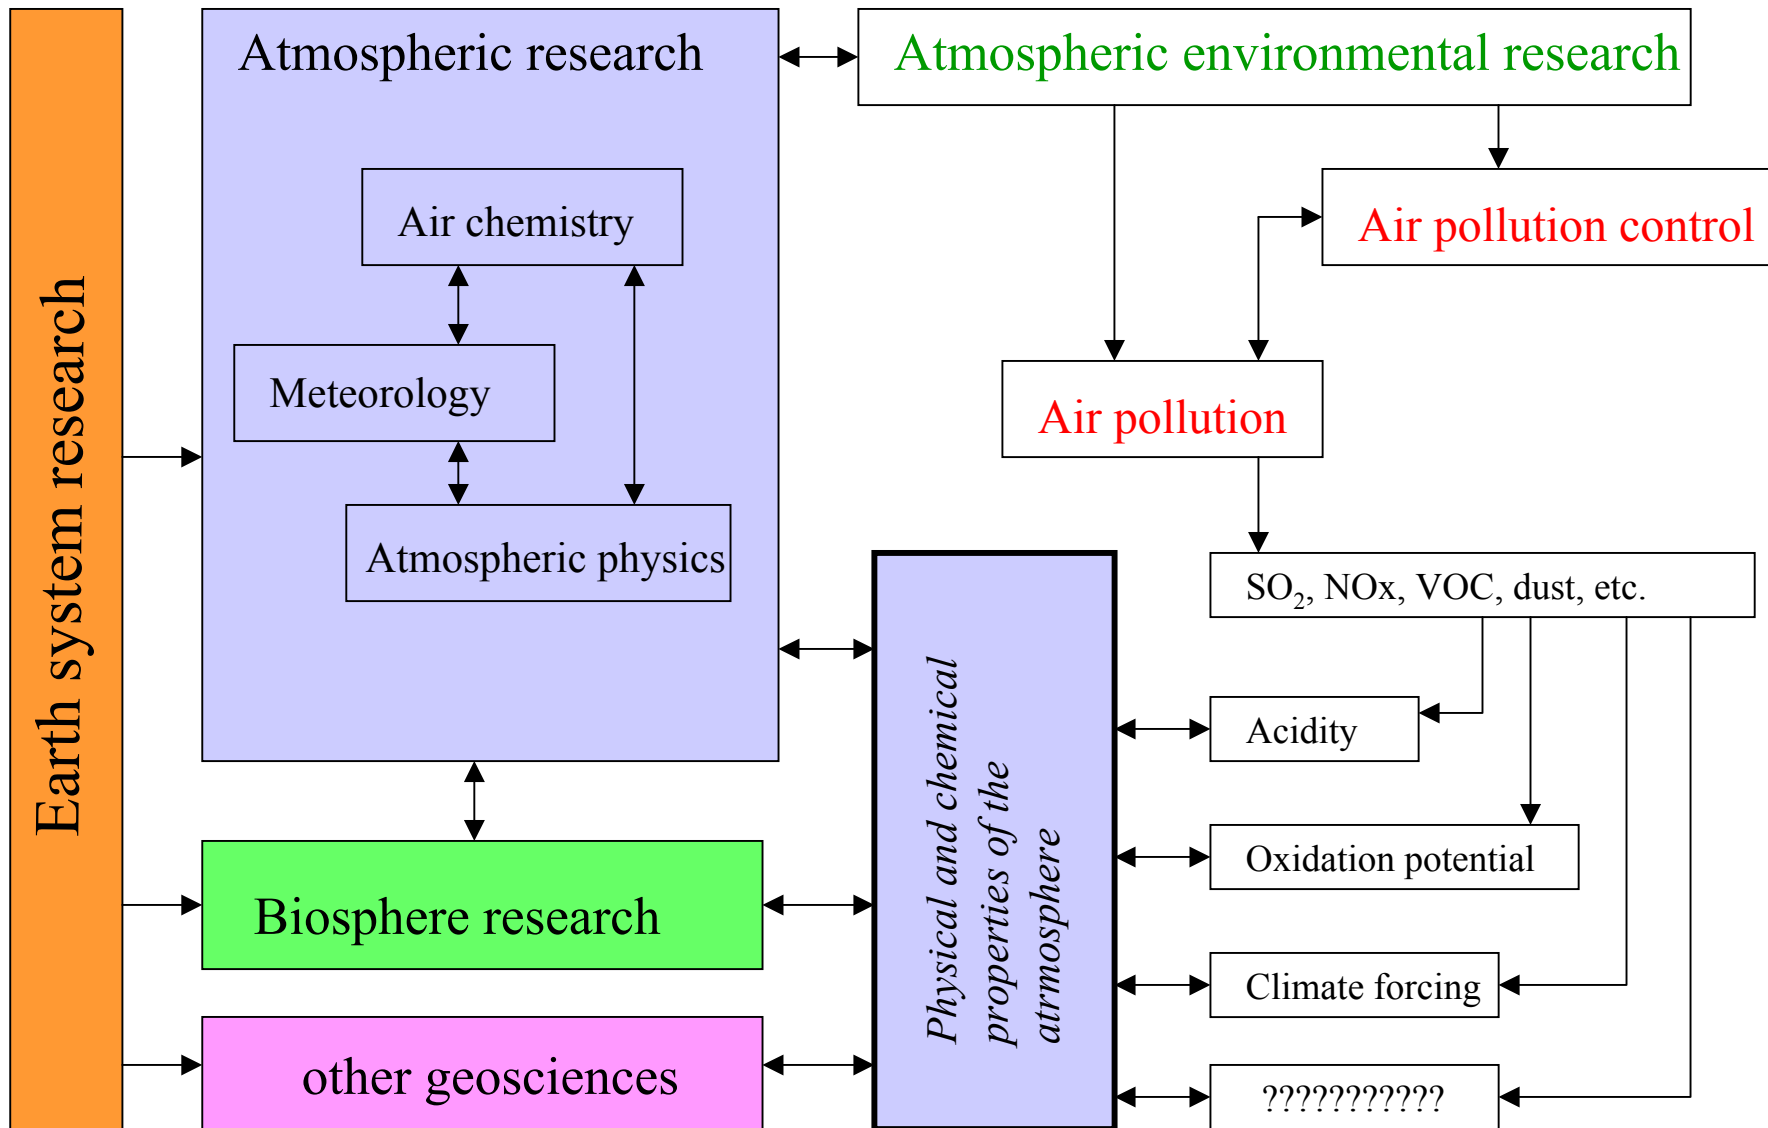 Earth system research
Atmospheric research
Air chemistry
Meteorology
Atmospheric physics
Biosphere research
other geosciences
Physical and chemical
properties of the
atrmosphere
Atmospheric environmental research
Air pollution control
Air pollution
SO₂, NOx, VOC, dust, etc.
Acidity
Oxidation potential
Climate forcing
???????????